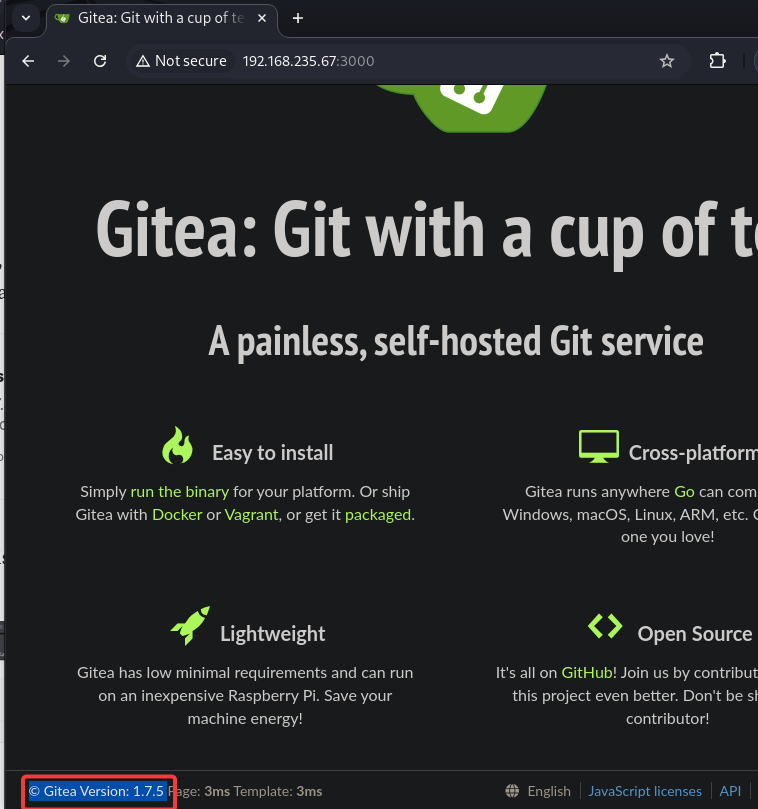 Gitea: Git with a cup of te
Not secure 192.168.235.67:3000
Gitea: Git with a cup of te
A painless, self-hosted Git service
Easy to install
Simply run the binary for your platform. Or ship
Gitea with Docker or Vagrant, or get it packaged.
Cross-platform
Gitea runs anywhere Go can com
Windows, macOS, Linux, ARM, etc.
one you love!
Lightweight
Gitea has low minimal requirements and can run
on an inexpensive Raspberry Pi. Save your
machine energy!
Open Source
It's all on GitHub! Join us by contribut
this project even better. Don't be sh
contributor!
© Gitea Version: 1.7.5 Page: 3ms Template: 3ms
English
JavaScript licenses
API